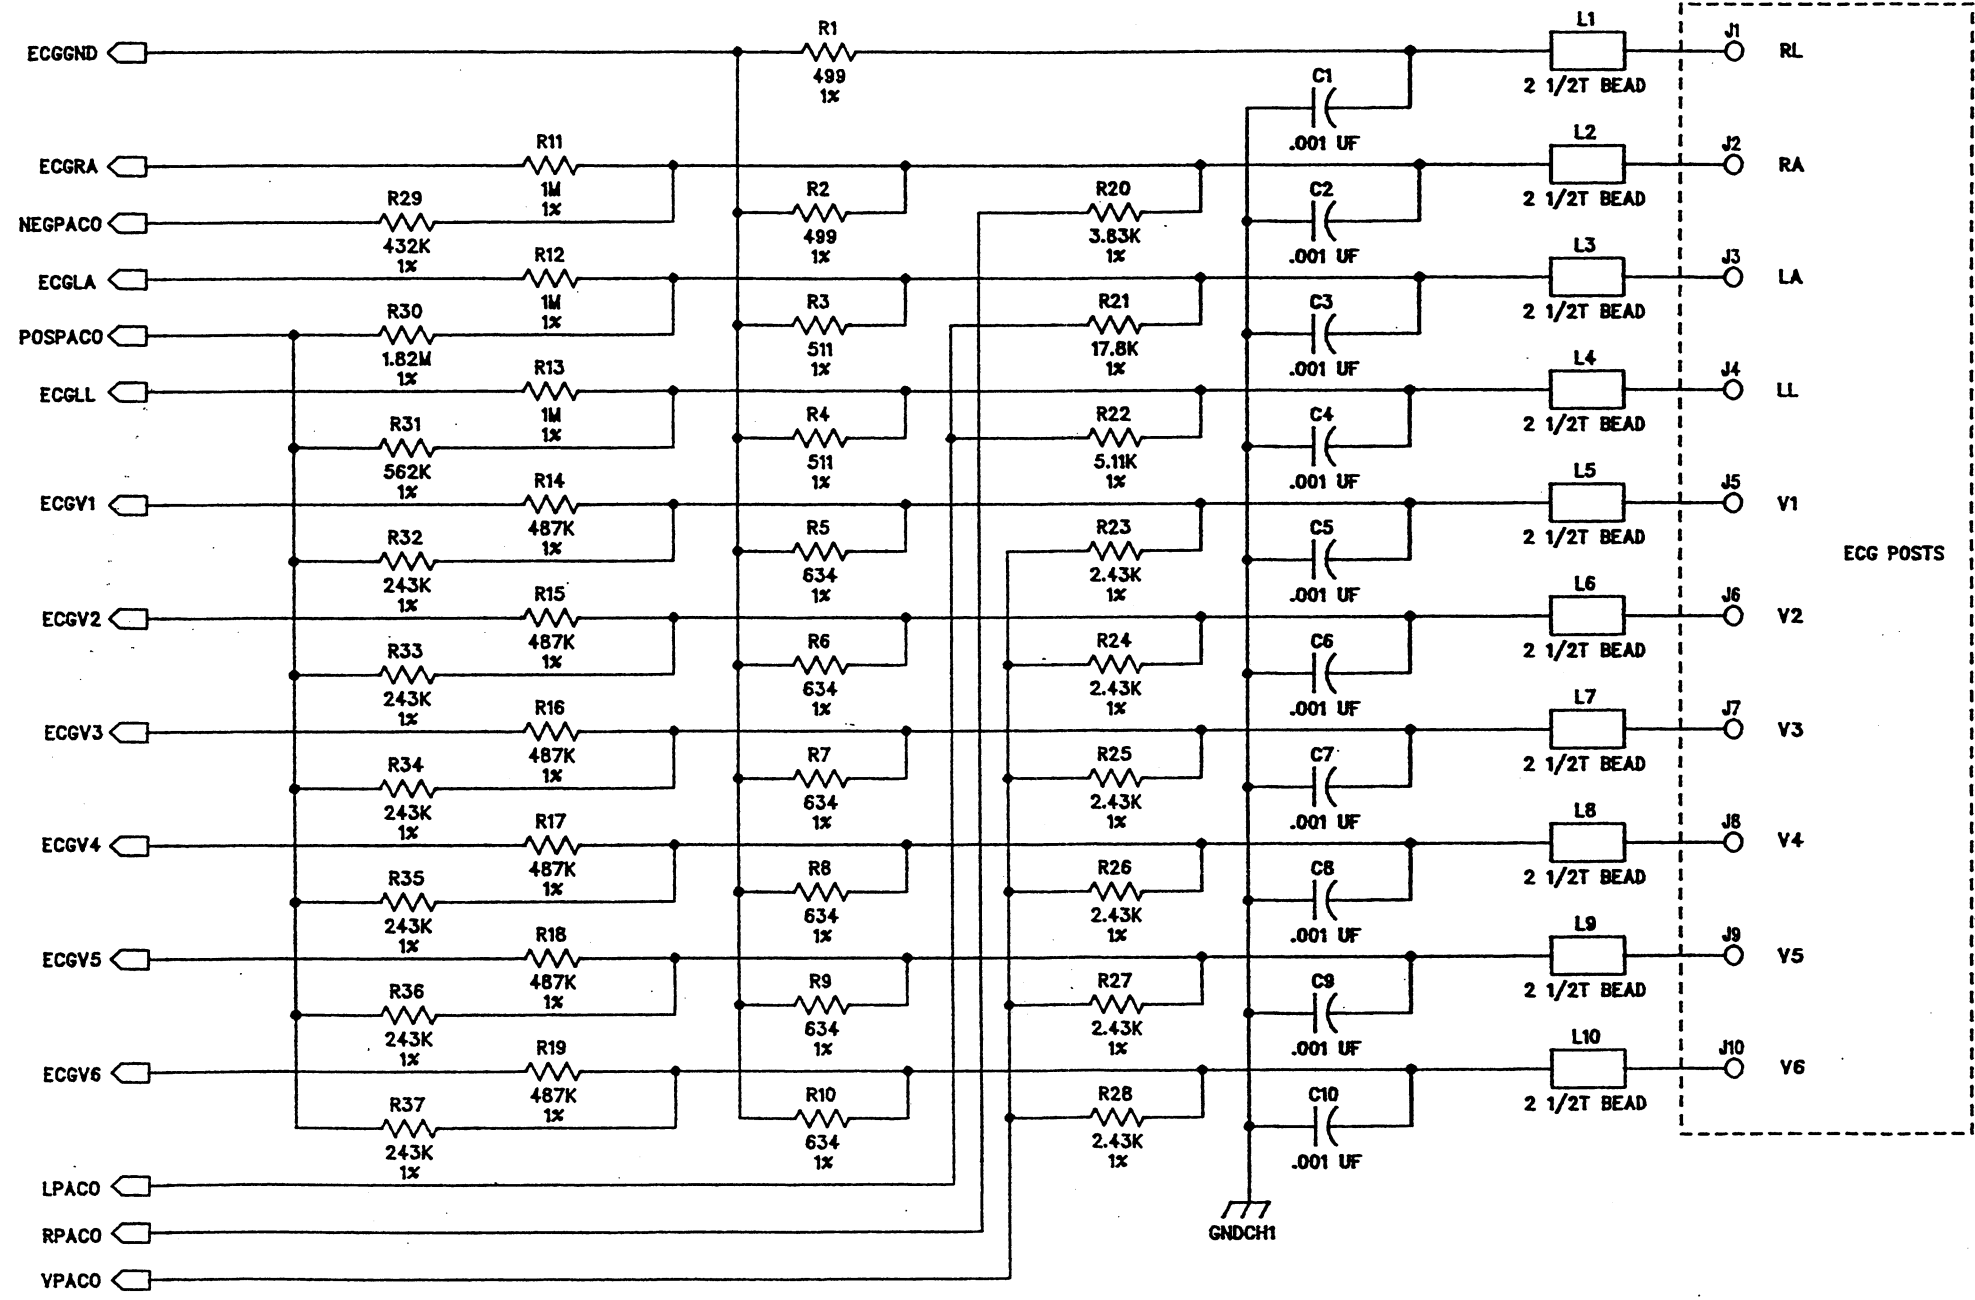 ECGGND
R1
499
1%
C1
.001 UF
L1
2 1/2T BEAD
J1
RL
ECGRA
R11
1M
1%
R2
499
1%
R20
3.83K
1%
C2
.001 UF
L2
2 1/2T BEAD
J2
RA
NEGPACO
R29
432K
1%
ECGLA
R12
1M
1%
R3
511
1%
R21
17.8K
1%
C3
.001 UF
L3
2 1/2T BEAD
J3
LA
POSPACO
R30
1.82M
1%
ECGLL
R13
1M
1%
R4
511
1%
R22
5.11K
1%
C4
.001 UF
L4
2 1/2T BEAD
J4
LL
R31
562K
1%
ECGV1
R14
487K
1%
R5
634
1%
R23
2.43K
1%
C5
.001 UF
L5
2 1/2T BEAD
J5
V1
ECG POSTS
R32
243K
1%
ECGV2
R15
487K
1%
R6
634
1%
R24
2.43K
1%
C6
.001 UF
L6
2 1/2T BEAD
J6
V2
R33
243K
1%
ECGV3
R16
487K
1%
R7
634
1%
R25
2.43K
1%
C7
.001 UF
L7
2 1/2T BEAD
J7
V3
R34
243K
1%
ECGV4
R17
487K
1%
R8
634
1%
R26
2.43K
1%
C8
.001 UF
L8
2 1/2T BEAD
J8
V4
R35
243K
1%
ECGV5
R18
487K
1%
R9
634
1%
R27
2.43K
1%
C9
.001 UF
L9
2 1/2T BEAD
J9
V5
R36
243K
1%
ECGV6
R19
487K
1%
R10
634
1%
R28
2.43K
1%
C10
.001 UF
L10
2 1/2T BEAD
J10
V6
R37
243K
1%
LPACO
RPACO
VPACO
GNDCH1